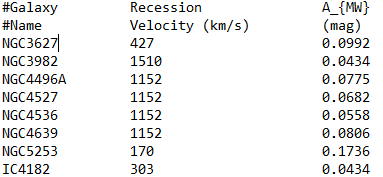 #Galaxy Recession A_{MW}
#Name Velocity (km/s) (mag)
NGC3627 427 0.0992
NGC3982 1510 0.0434
NGC4496A 1152 0.0775
NGC4527 1152 0.0682
NGC4536 1152 0.0558
NGC4639 1152 0.0806
NGC5253 170 0.1736
IC4182 303 0.0434